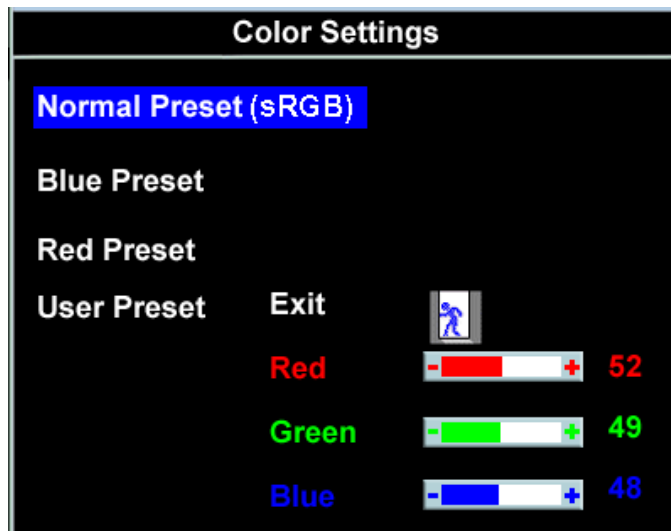 Color Settings
Normal Preset (sRGB)
Blue Preset
Red Preset
User Preset Exit
Red - + 52
Green - + 49
Blue - + 48